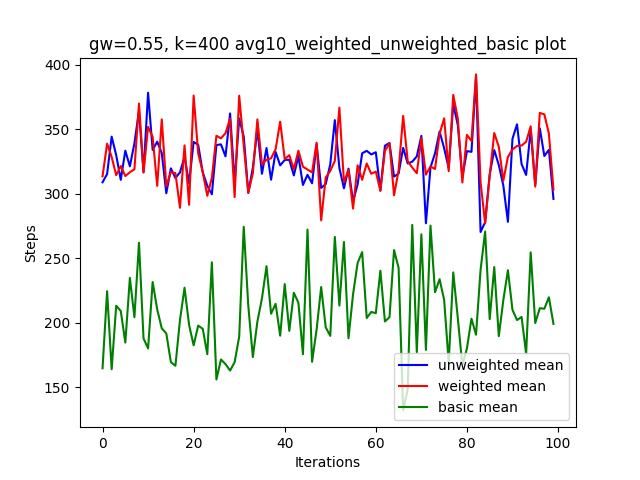 gw=0.55, k=400 avg10_weighted_unweighted_basic plot
400
350
300
250
200
150
Steps
0
20
40
60
80
100
Iterations
unweighted mean
weighted mean
basic mean